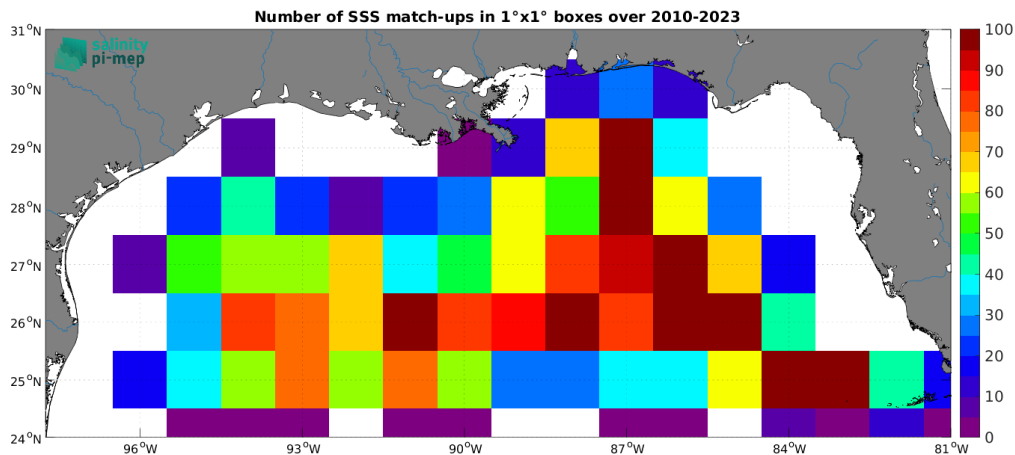 Number of SSS match-ups in 1°x1° boxes over 2010-2023
salinity
pi-mep
31°N
30°N
29°N
28°N
27°N
26°N
25°N
24°N
96°W
93°W
90°W
87°W
84°W
81°W
100
90
80
70
60
50
40
30
20
10
0